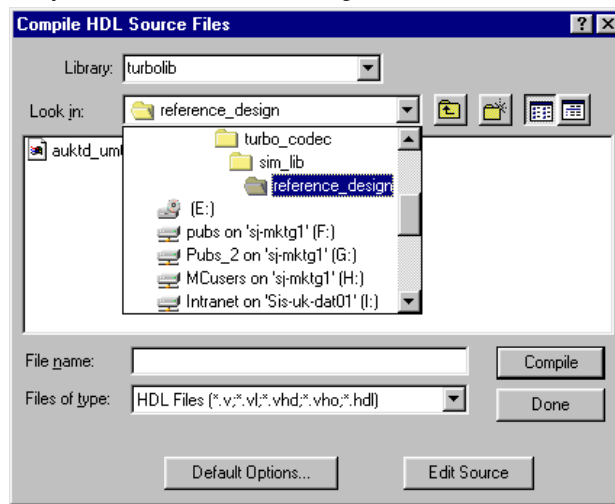 Compile HDL Source Files
Library: turbolib
Look in: reference_design
turbo_codec
auktd_um
sim_lib
reference_design
(E:)
pubs on 'sj-mktg1' (F:)
Pubs_2 on 'sj-mktg1' (G:)
MCusers on 'sj-mktg1' (H:)
Intranet on 'Sis-uk-dat01' (I:)
File name: Compile
Files of type: HDL Files (*.v;*.vl;*.vhd;*.vho;*.hdl) Done
Default Options... Edit Source